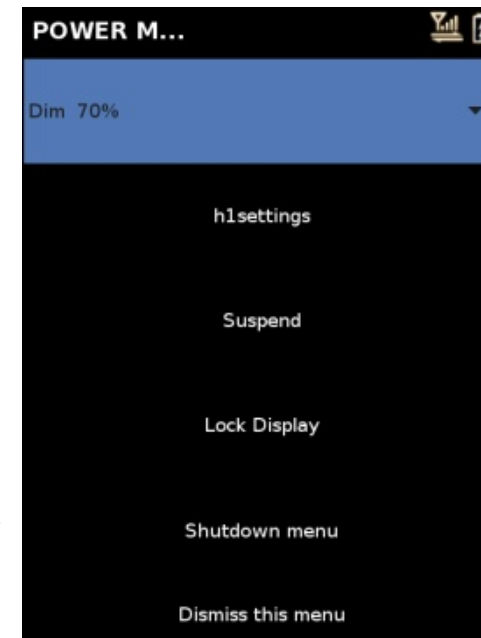 POWER M...
Dim 70%
h1settings
Suspend
Lock Display
Shutdown menu
Dismiss this menu